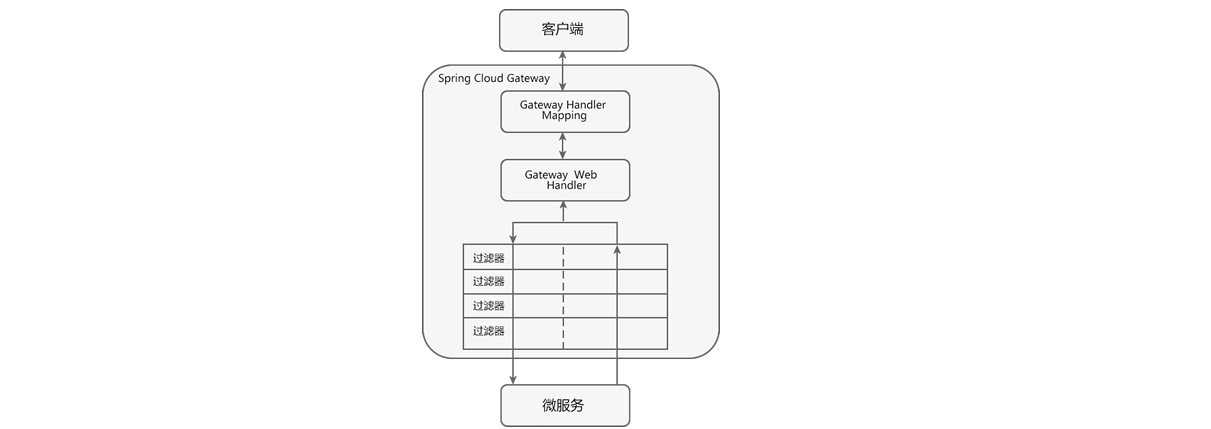 客户端
Spring Cloud Gateway
Gateway Handler
Mapping
Gateway Web
Handler
过滤器
过滤器
过滤器
过滤器
微服务